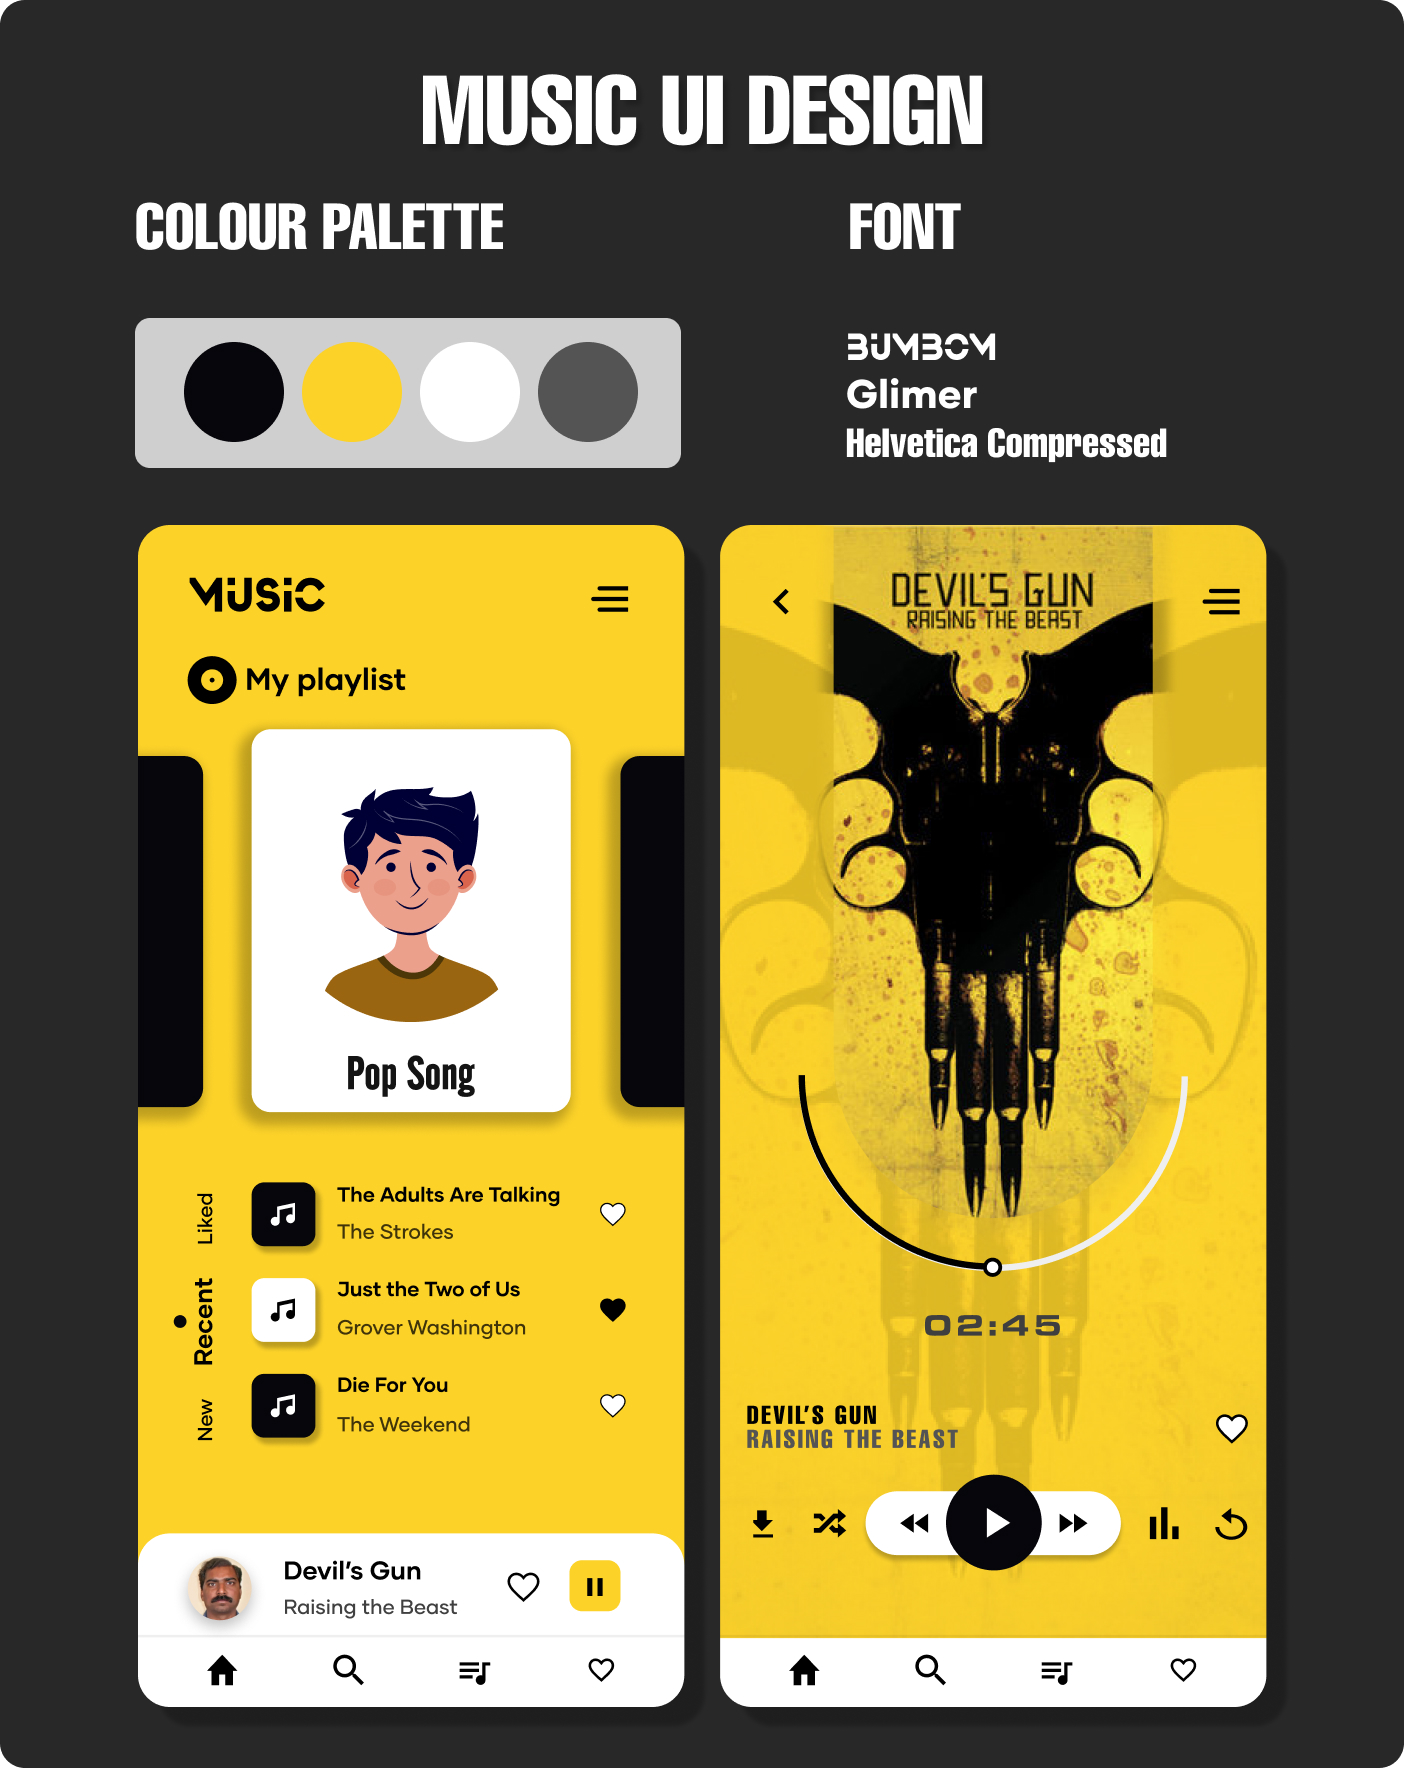 MUSIC UI DESIGN
COLOUR PALETTE
FONT
BUMBOM
Glimer
Helvetica Compressed
MUSiC
My playlist
Pop Song
Liked
Recent
New
The Adults Are Talking
The Strokes
Just the Two of Us
Grover Washington
Die For You
The Weekend
Devil's Gun
Raising the Beast
DEVIL'S GUN
RAISING THE BEAST
02:45
DEVIL'S GUN
RAISING THE BEAST